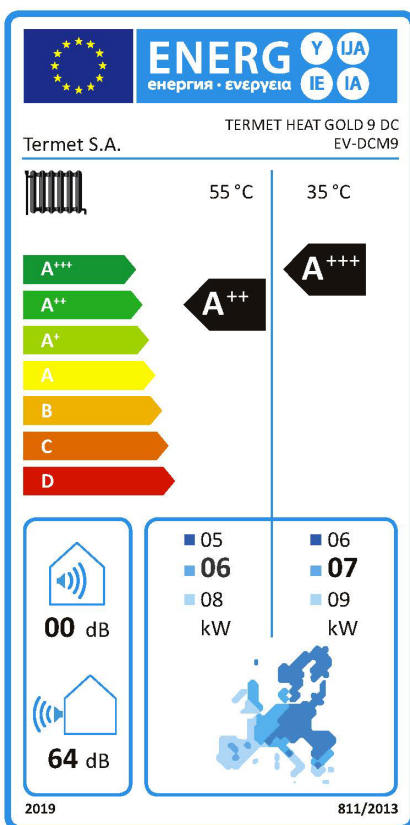 ENERG Y IJA
енергия · ενεργεια IE IA
TERMET HEAT GOLD 9 DC
Termet S.A. EV-DCM9
55 °C 35 °C
A+++
A++
A+
A
B
C
D
A++
A+++
05 06
06 07
08 09
kW kW
00 dB
64 dB
2019 811/2013